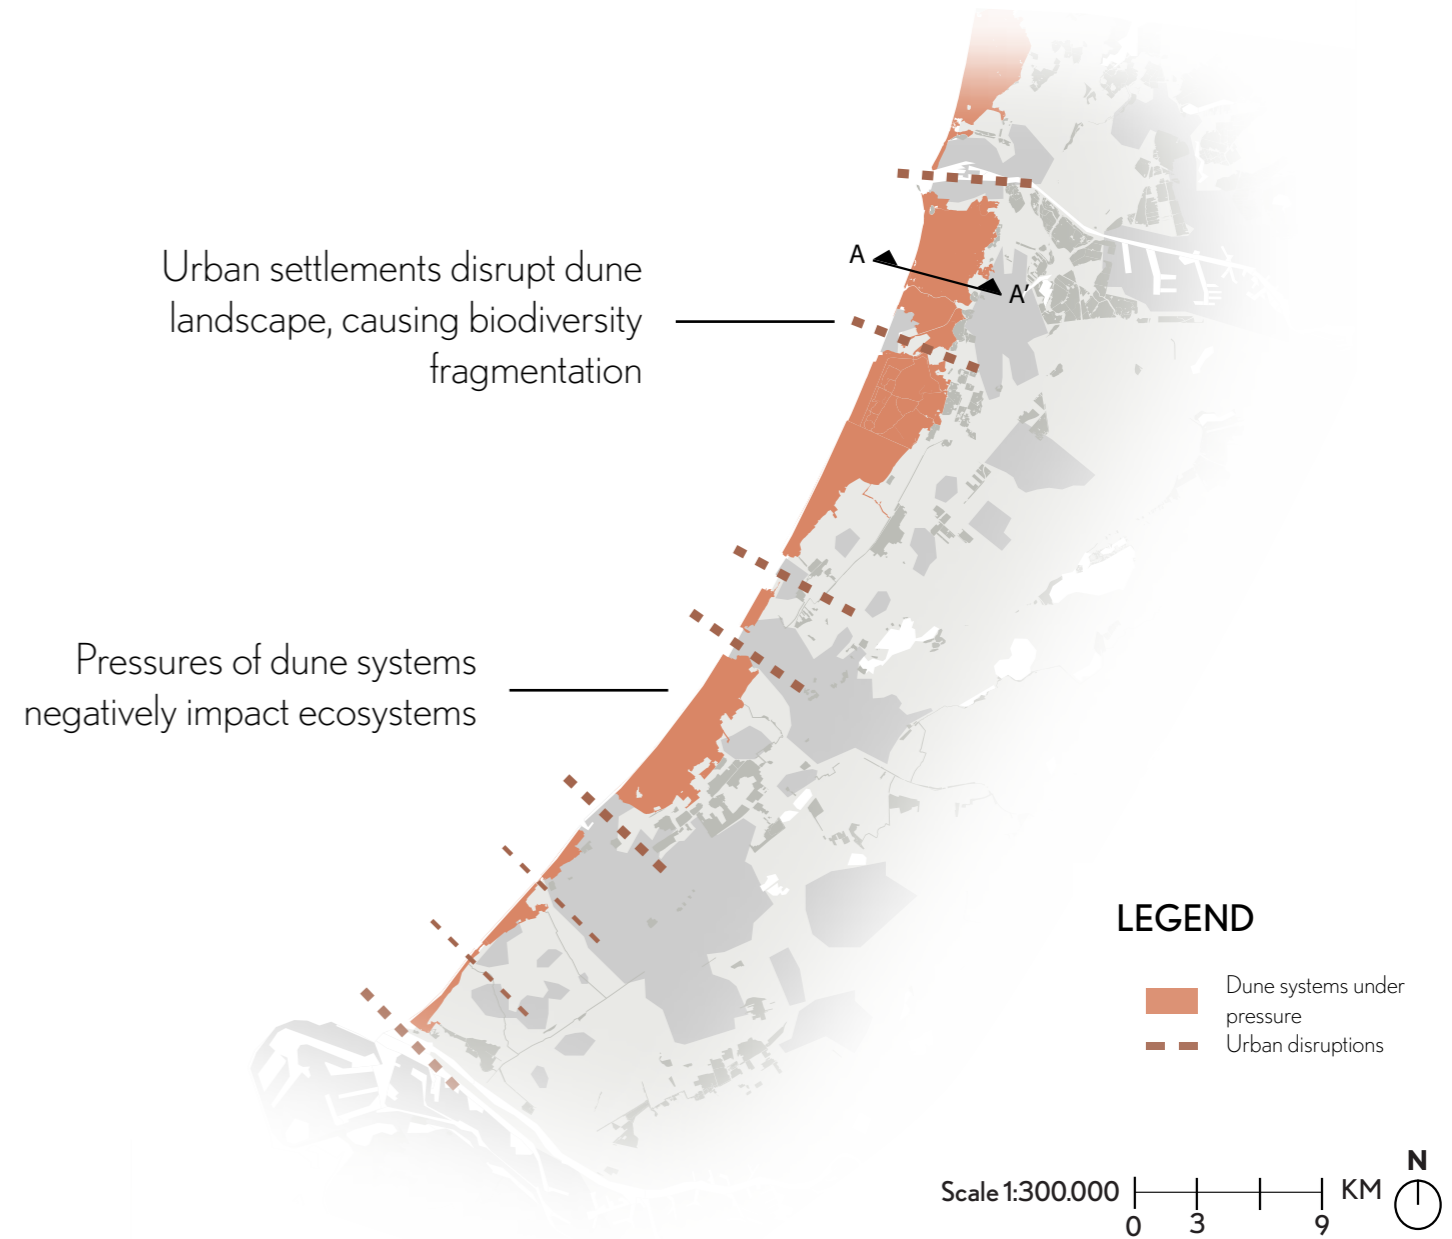 A
A'
Urban settlements disrupt dune
landscape, causing biodiversity
fragmentation
Pressures of dune systems
negatively impact ecosystems
LEGEND
Dune systems under
pressure
Urban disruptions
Scale 1:300.000
0
3
9
KM
N